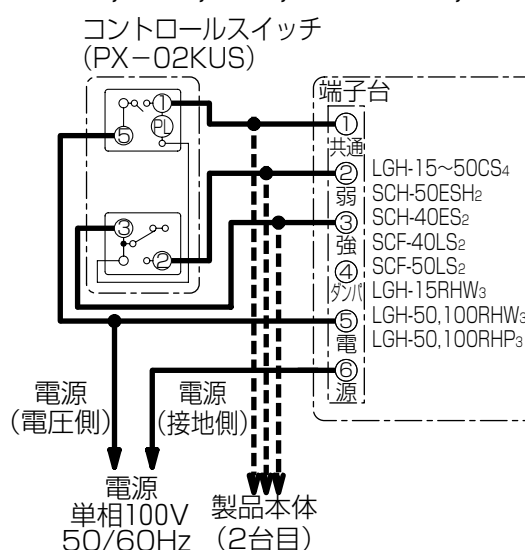 コントロールスイッチ
(PX-02KUS)
①
PL
⑤
③
②
端子台
①
共通
②
弱
③
強
④
ダンパ
⑤
電
⑥
源
LGH-15~50CS4
SCH-50ESH2
SCH-40ES2
SCF-40LS2
SCF-50LS2
LGH-15RHW3
LGH-50,100RHW3
LGH-50,100RHP3
電源
(電圧側)
電源
(接地側)
電源
単相100V
50/60Hz
製品本体
(2台目)